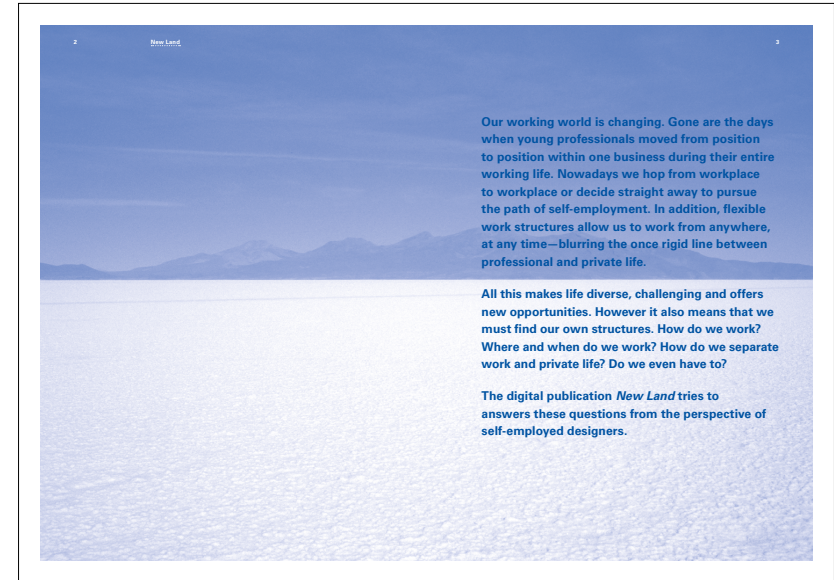 2
New Land
3
Our working world is changing. Gone are the days
when young professionals moved from position
to position within one business during their entire
working life. Nowadays we hop from workplace
to workplace or decide straight away to pursue
the path of self-employment. In addition, flexible
work structures allow us to work from anywhere,
at any time—blurring the once rigid line between
professional and private life.
All this makes life diverse, challenging and offers
new opportunities. However it also means that we
must find our own structures. How do we work?
Where and when do we work? How do we separate
work and private life? Do we even have to?
The digital publication New Land tries to
answers these questions from the perspective of
self-employed designers.